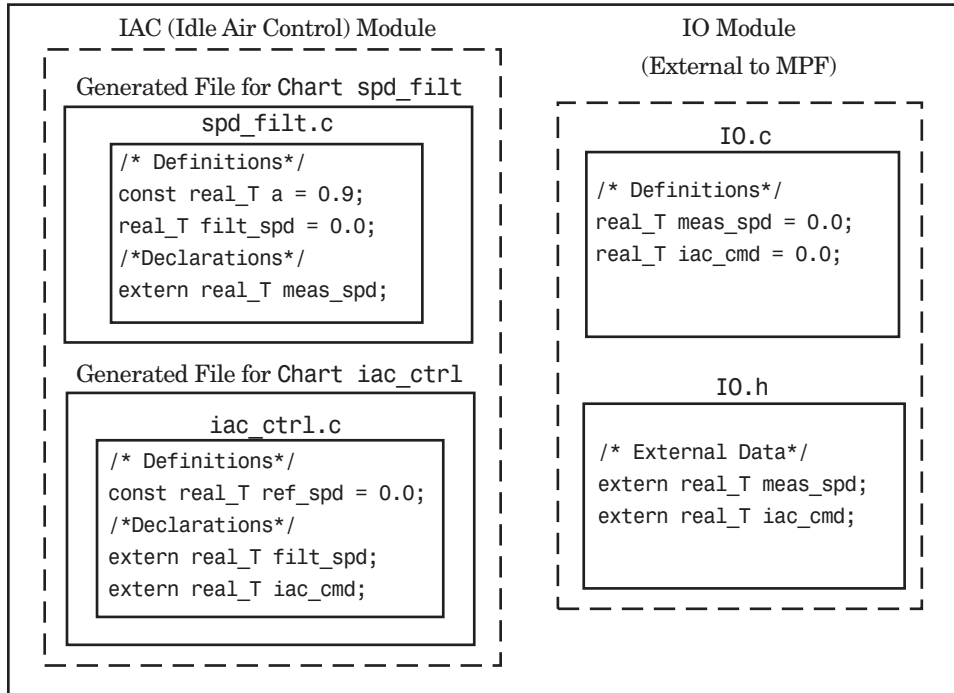 IAC (Idle Air Control) Module
Generated File for Chart spd_filt
spd_filt.c
/* Definitions*/
const real_T a = 0.9;
real_T filt_spd = 0.0;
/*Declarations*/
extern real_T meas_spd;
Generated File for Chart iac_ctrl
iac_ctrl.c
/* Definitions*/
const real_T ref_spd = 0.0;
/*Declarations*/
extern real_T filt_spd;
extern real_T iac_cmd;
IO Module
(External to MPF)
IO.c
/* Definitions*/
real_T meas_spd = 0.0;
real_T iac_cmd = 0.0;
IO.h
/* External Data*/
extern real_T meas_spd;
extern real_T iac_cmd;